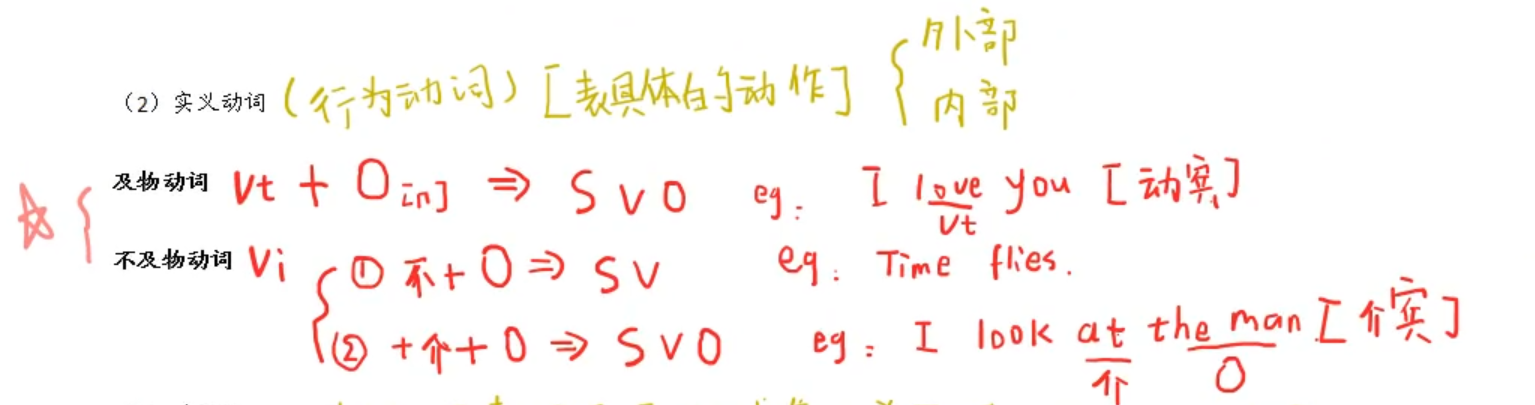 外部
(2) 实义动词 (行为动词) [表具体的动作] {
内部
☆ { 及物动词 Vt + O [n] ⇒ S V O eg: I love you [动宾]
Vt
不及物动词 Vi { ① 不+ O ⇒ S V eg: Time flies.
② +介+ O ⇒ S V O eg: I look at the man [介宾]
介 O